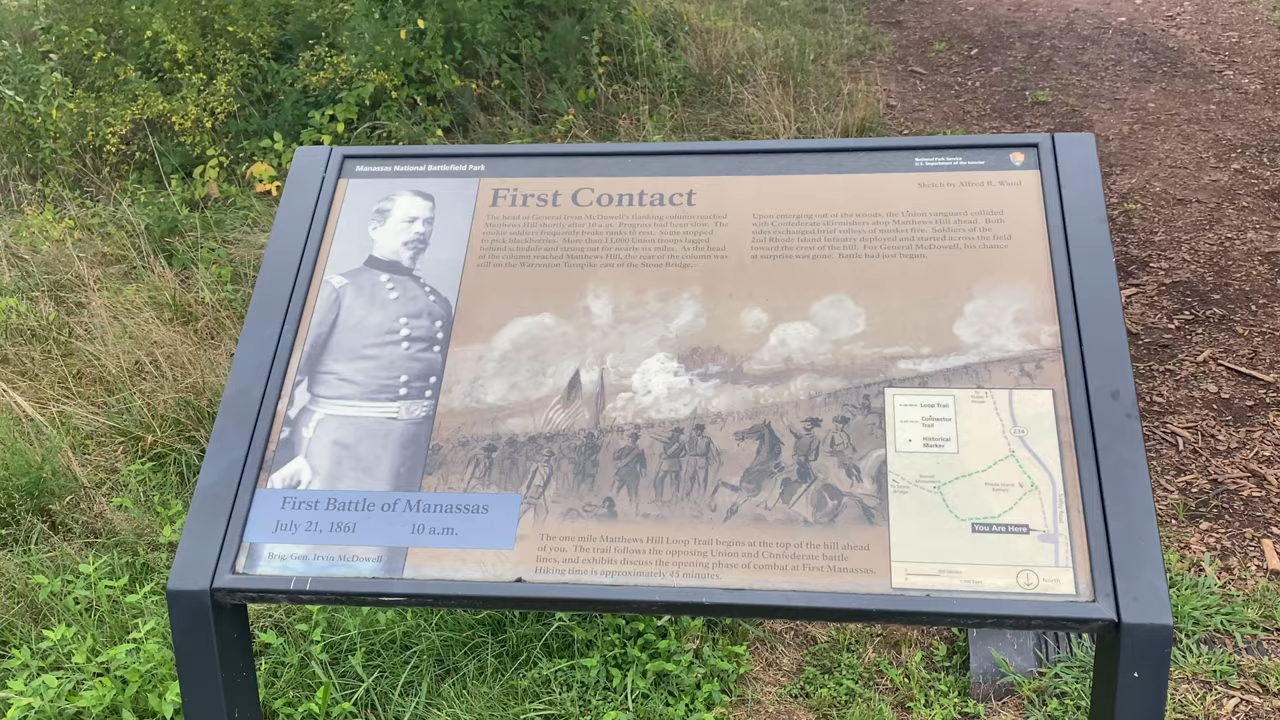 Manassas National Battlefield Park
National Park Service
U.S. Department of the Interior
First Contact
Sketch by Alfred R. Waud
The head of General Irvin McDowell's flanking column reached
Matthews Hill shortly after 10 a.m. Progress had been slow. The
rookie soldiers frequently broke ranks to rest. Some stopped
to pick blackberries. More than 13,000 Union troops lagged
behind schedule and strung out for nearly six miles. As the head
of the column reached Matthews Hill, the rear of the column was
still on the Warrenton Turnpike east of the Stone Bridge.
Upon emerging out of the woods, the Union vanguard collided
with Confederate skirmishers atop Matthews Hill ahead. Both
sides exchanged brief volleys of musket fire. Soldiers of the
2nd Rhode Island Infantry deployed and started across the field
toward the crest of the hill. For General McDowell, his chance
at surprise was gone. Battle had just begun.
First Battle of Manassas
July 21, 1861 10 a.m.
Brig. Gen. Irvin McDowell
The one mile Matthews Hill Loop Trail begins at the top of the hill ahead
of you. The trail follows the opposing Union and Confederate battle
lines, and exhibits discuss the opening phase of combat at First Manassas.
Hiking time is approximately 45 minutes.
Loop Trail
Connector
Trail
Historical
Marker
234
To Stone
Bridge
Rhode Island
Battery
You Are Here
North